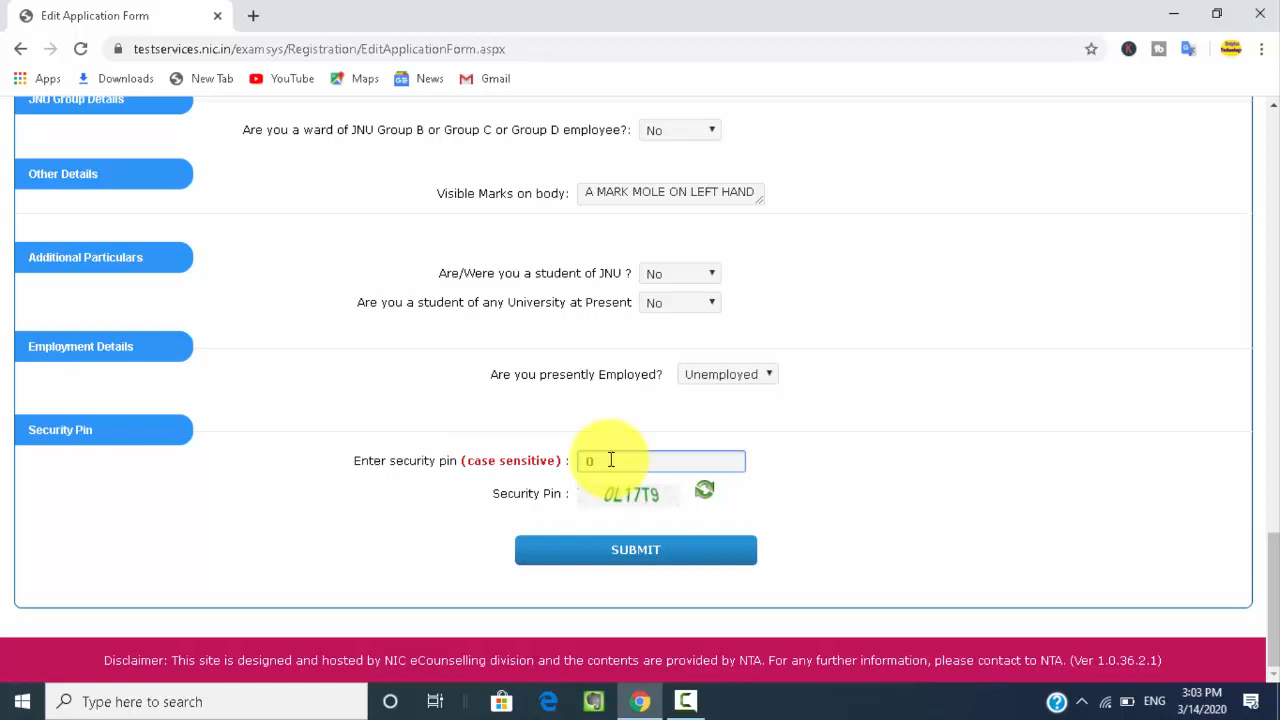 Edit Application Form
testservices.nic.in/examsys/Registration/EditApplicationForm.aspx
Apps Downloads New Tab YouTube Maps News Gmail
JNU Group Details
Are you a ward of JNU Group B or Group C or Group D employee?: No
Other Details
Visible Marks on body: A MARK MOLE ON LEFT HAND
Additional Particulars
Are/Were you a student of JNU ? No
Are you a student of any University at Present No
Employment Details
Are you presently Employed? Unemployed
Security Pin
Enter security pin (case sensitive) : 0
Security Pin : 0L17T9
SUBMIT
Disclaimer: This site is designed and hosted by NIC eCounselling division and the contents are provided by NTA. For any further information, please contact to NTA. (Ver 1.0.36.2.1)
Type here to search
ENG
3:03 PM
3/14/2020